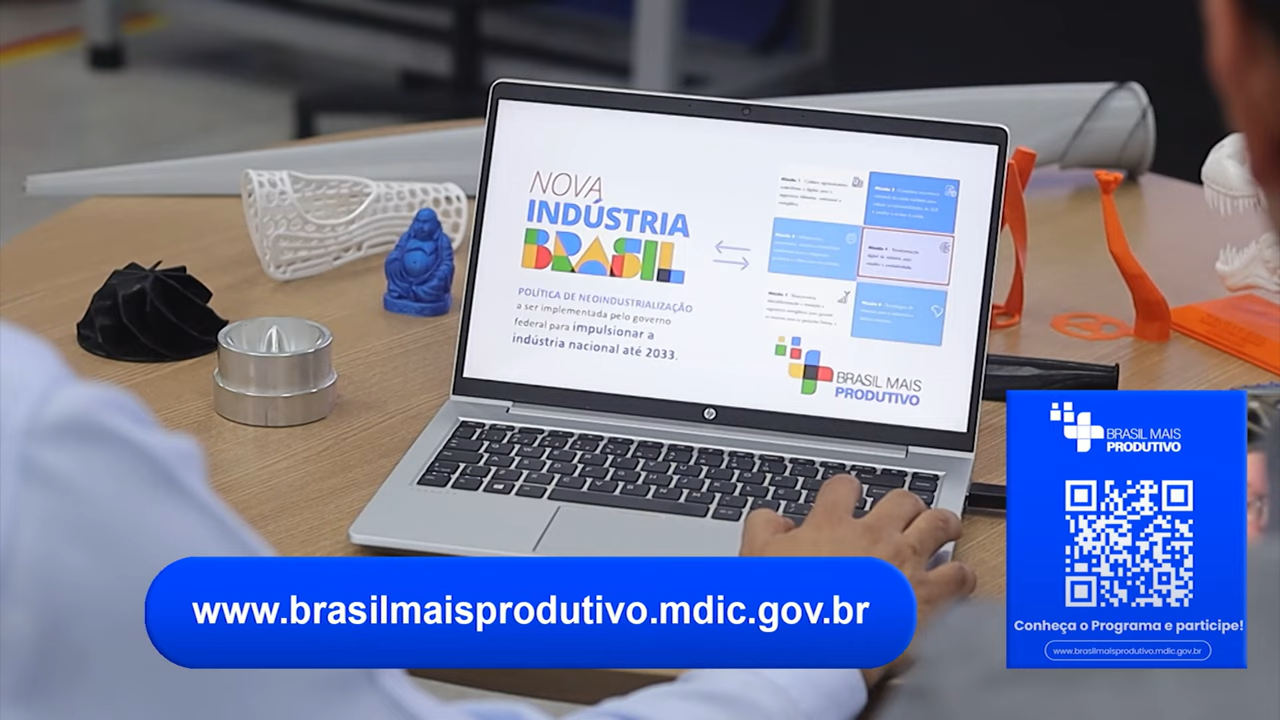 NOVA
INDÚSTRIA
BRASIL
POLÍTICA DE NEOINDUSTRIALIZAÇÃO
a ser implementada pelo governo
federal para impulsionar a
indústria nacional até 2033.
BRASIL MAIS
PRODUTIVO
hp
BRASIL MAIS
PRODUTIVO
Conheça o Programa e participe!
www.brasilmaisprodutivo.mdic.gov.br
www.brasilmaisprodutivo.mdic.gov.br